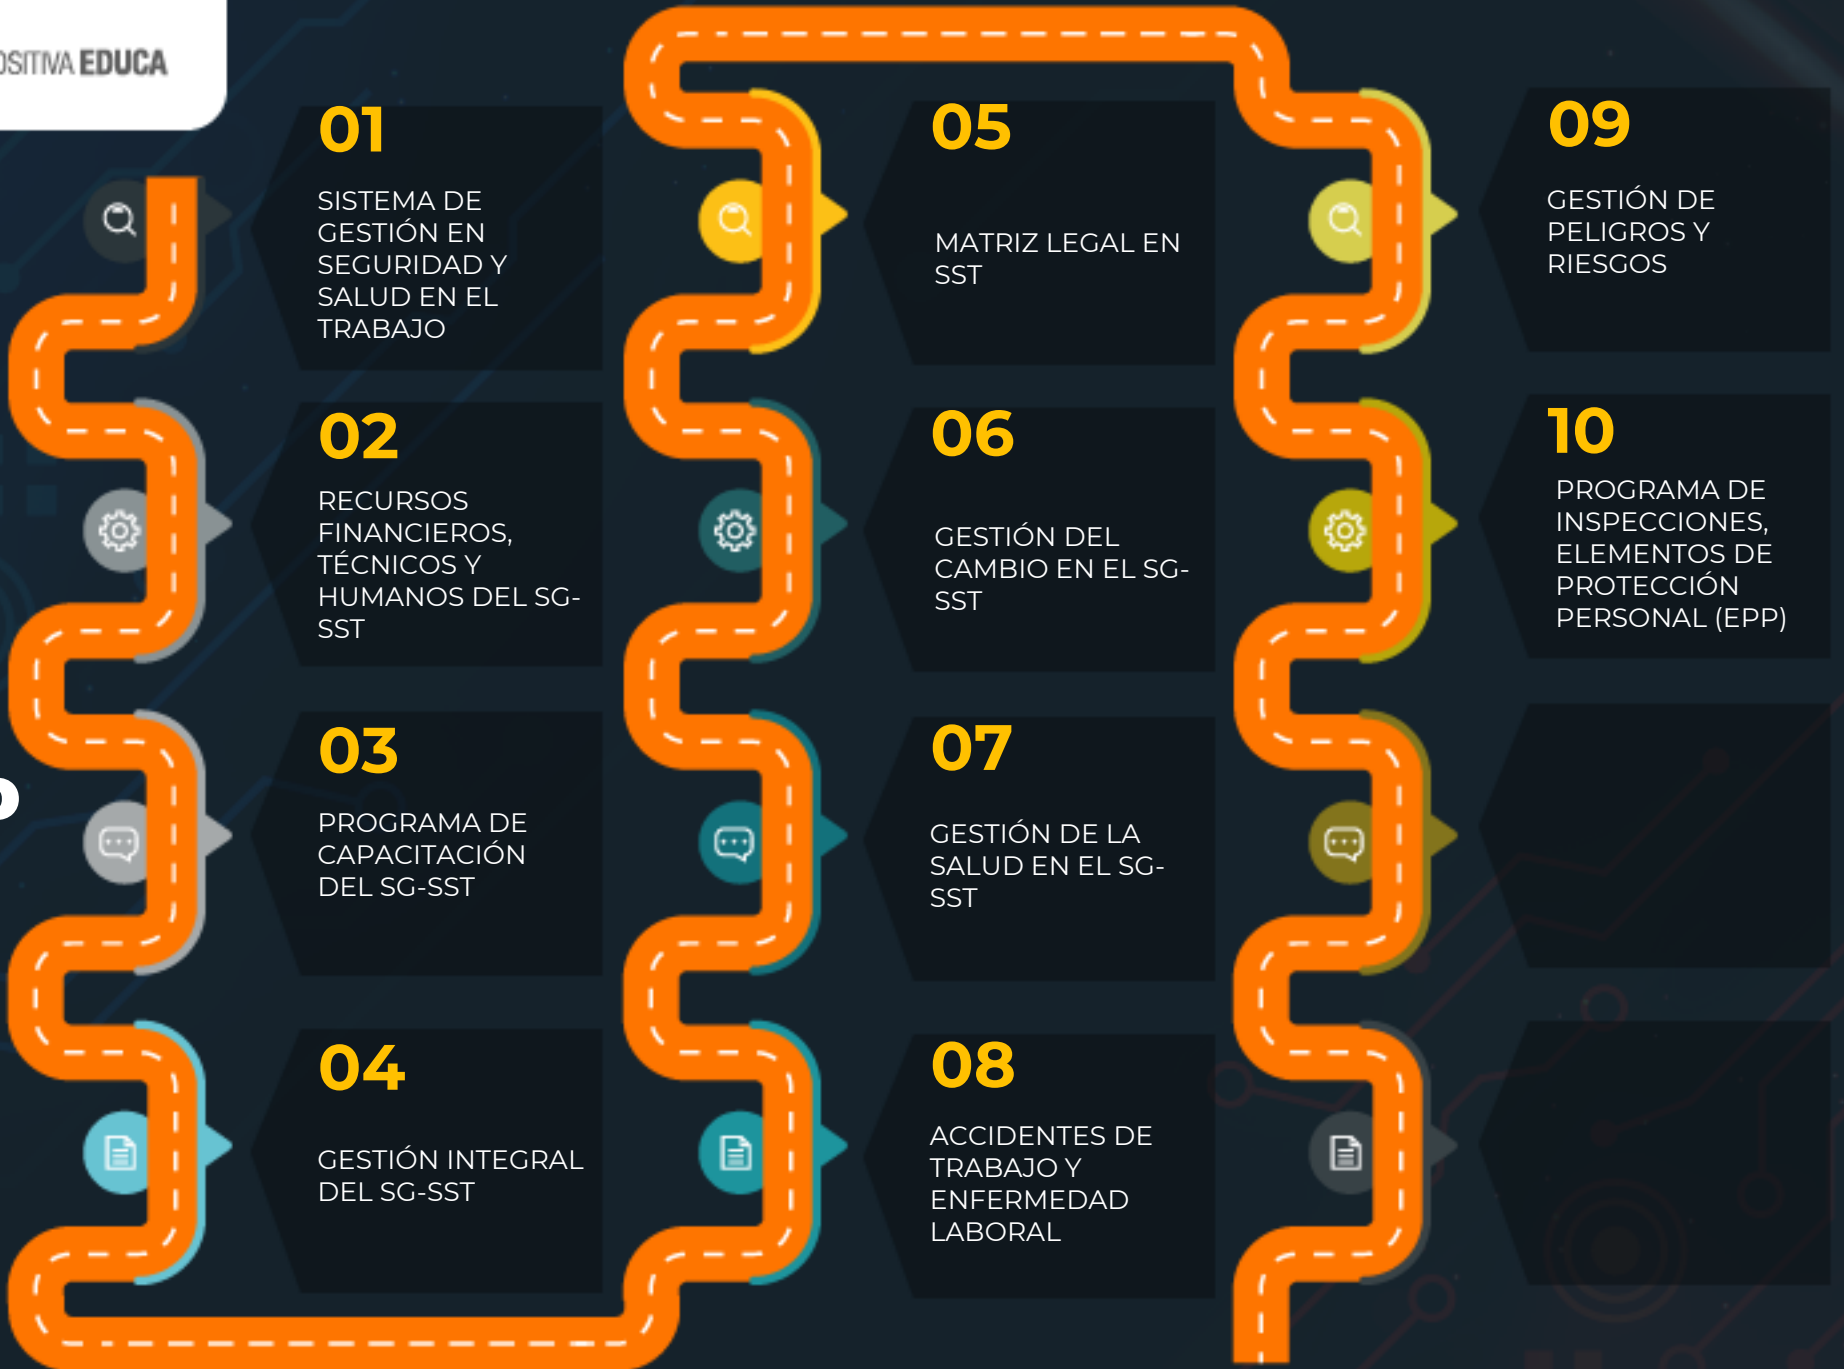 EDUCA
01
SISTEMA DE
GESTIÓN EN
SEGURIDAD Y
SALUD EN EL
TRABAJO
02
RECURSOS
FINANCIEROS,
TÉCNICOS Y
HUMANOS DEL SG-
SST
03
PROGRAMA DE
CAPACITACIÓN
DEL SG-SST
04
GESTIÓN INTEGRAL
DEL SG-SST
05
MATRIZ LEGAL EN
SST
06
GESTIÓN DEL
CAMBIO EN EL SG-
SST
07
GESTIÓN DE LA
SALUD EN EL SG-
SST
08
ACCIDENTES DE
TRABAJO Y
ENFERMEDAD
LABORAL
09
GESTIÓN DE
PELIGROS Y
RIESGOS
10
PROGRAMA DE
INSPECCIONES,
ELEMENTOS DE
PROTECCIÓN
PERSONAL (EPP)